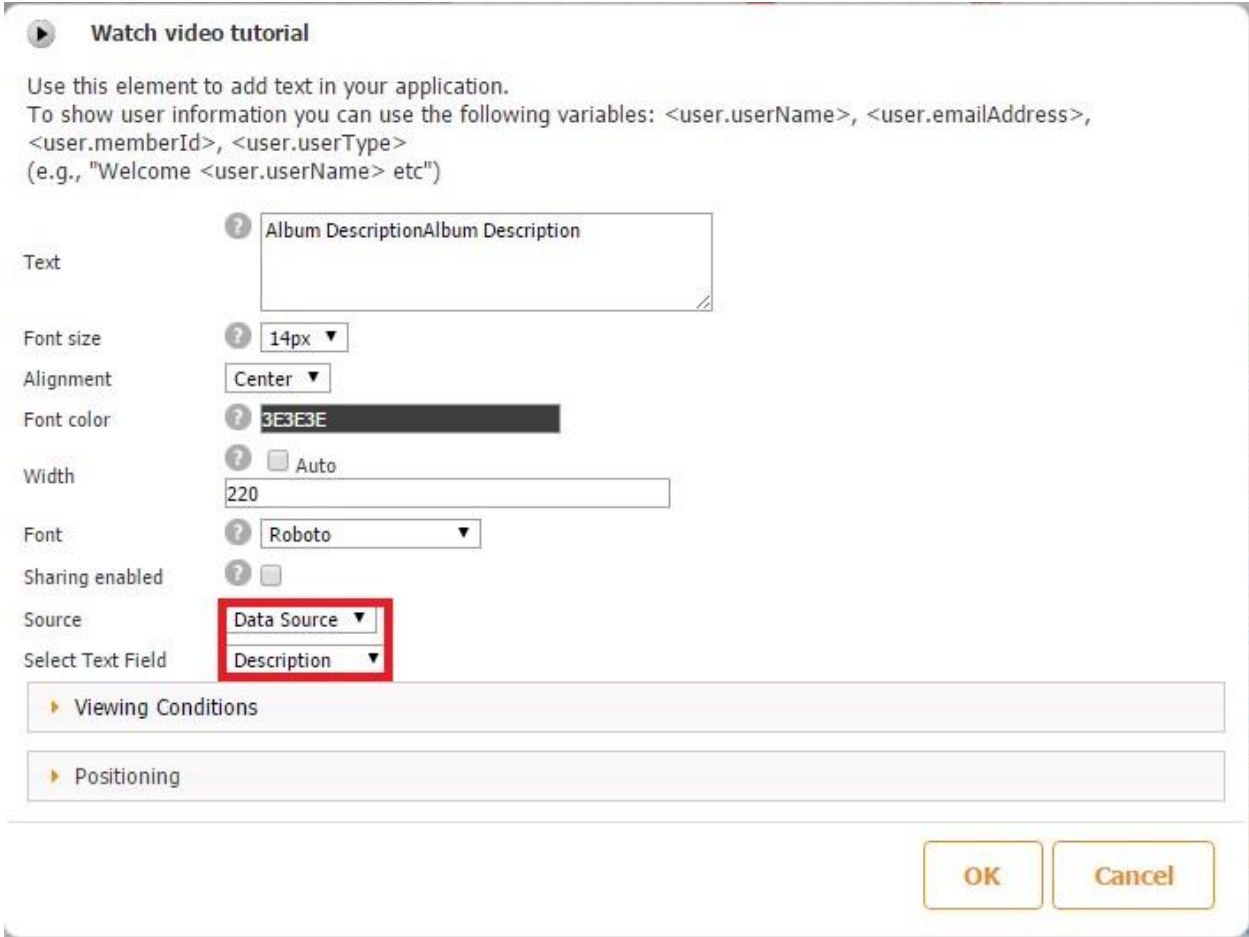 Watch video tutorial
Use this element to add text in your application.
To show user information you can use the following variables: <user.userName>, <user.emailAddress>,
<user.memberId>, <user.userType>
(e.g., "Welcome <user.userName> etc")
Text ? Album DescriptionAlbum Description
Font size ? 14px
Alignment Center
Font color ? 3E3E3E
Width ? Auto
220
Font ? Roboto
Sharing enabled ?
Source Data Source
Select Text Field Description
Viewing Conditions
Positioning
OK Cancel